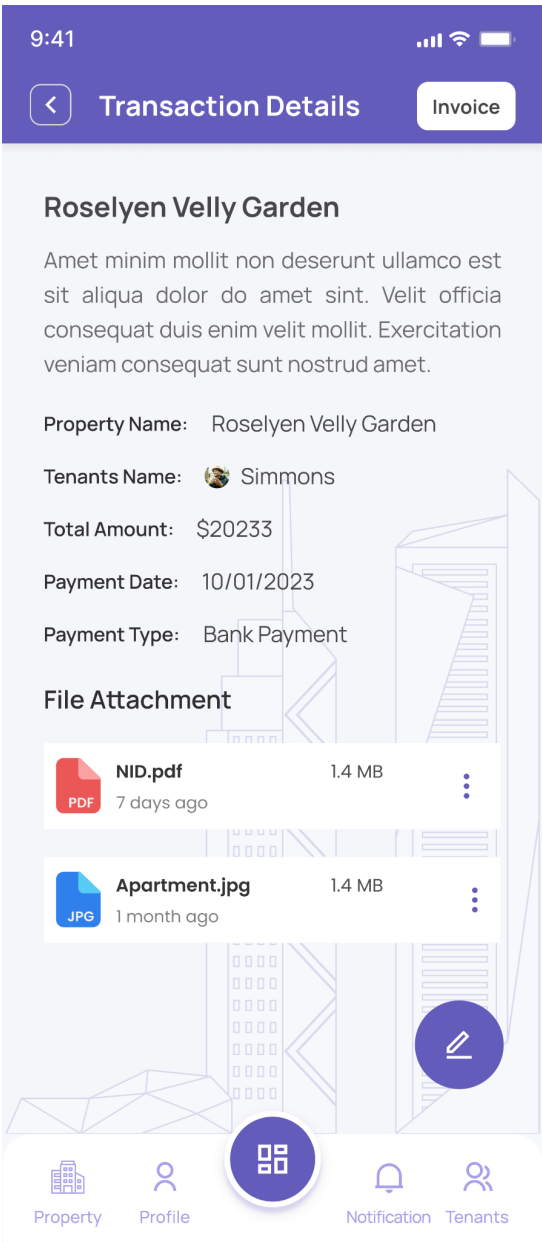 9:41
Transaction Details
Invoice
Roselyen Velly Garden
Amet minim mollit non deserunt ullamco est
sit aliqua dolor do amet sint. Velit officia
consequat duis enim velit mollit. Exercitation
veniam consequat sunt nostrud amet.
Property Name: Roselyen Velly Garden
Tenants Name: Simmons
Total Amount: $20233
Payment Date: 10/01/2023
Payment Type: Bank Payment
File Attachment
PDF
NID.pdf
1.4 MB
7 days ago
JPG
Apartment.jpg
1.4 MB
1 month ago
Property
Profile
Notification
Tenants